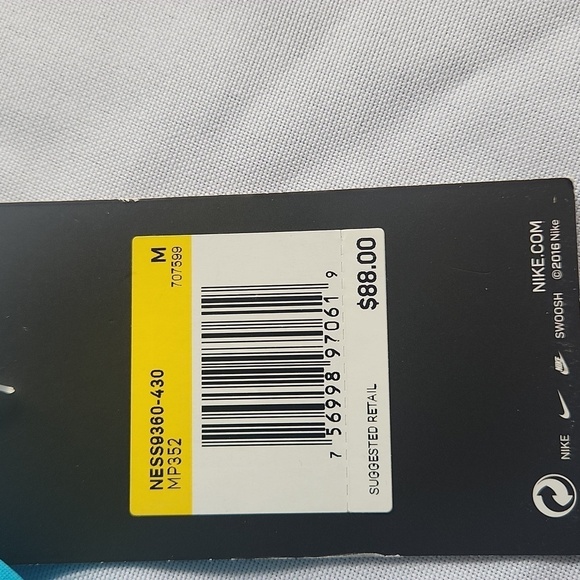 NESS9360-430 M
MP352 707599
7 56998 97061 9
SUGGESTED RETAIL $88.00
NIKE SWOOSH ©2016 Nike
NIKE.COM